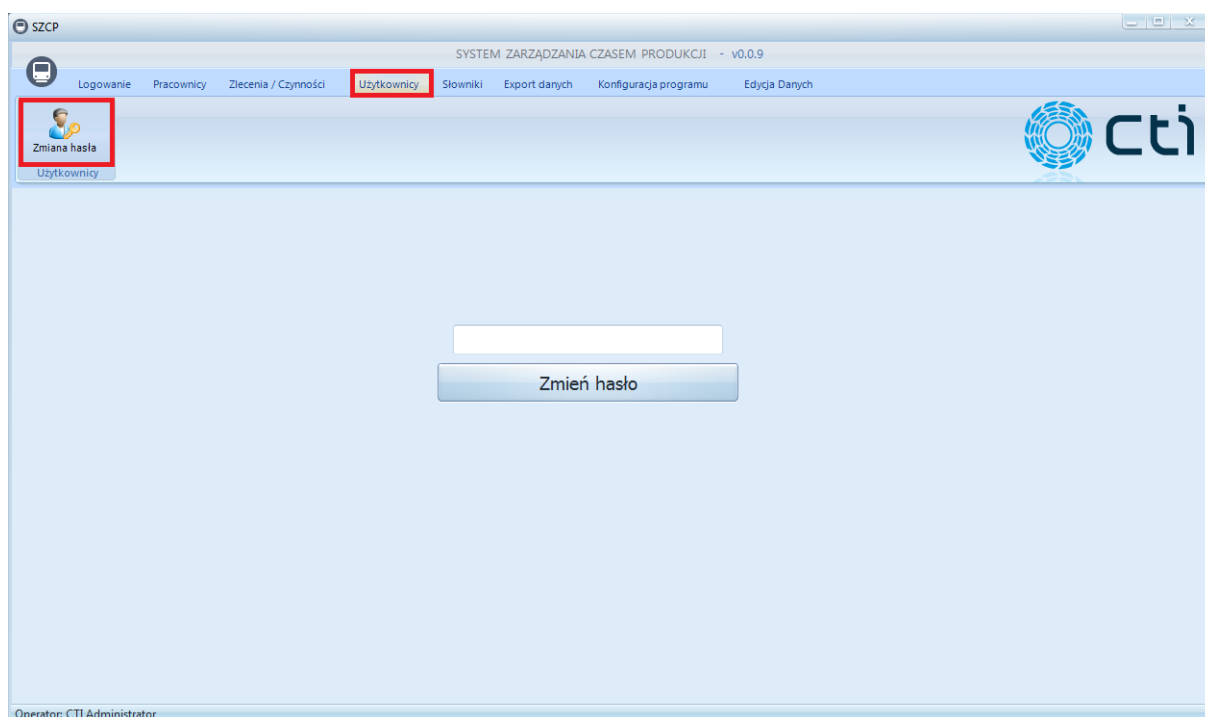 SZCP
SYSTEM ZARZĄDZANIA CZASEM PRODUKCJI - v0.0.9
Logowanie Pracownicy Zlecenia / Czynności Użytkownicy Słowniki Export danych Konfiguracja programu Edycja Danych
Zmiana hasła
Użytkownicy
cti
Zmień hasło
Operator: CTI Administrator